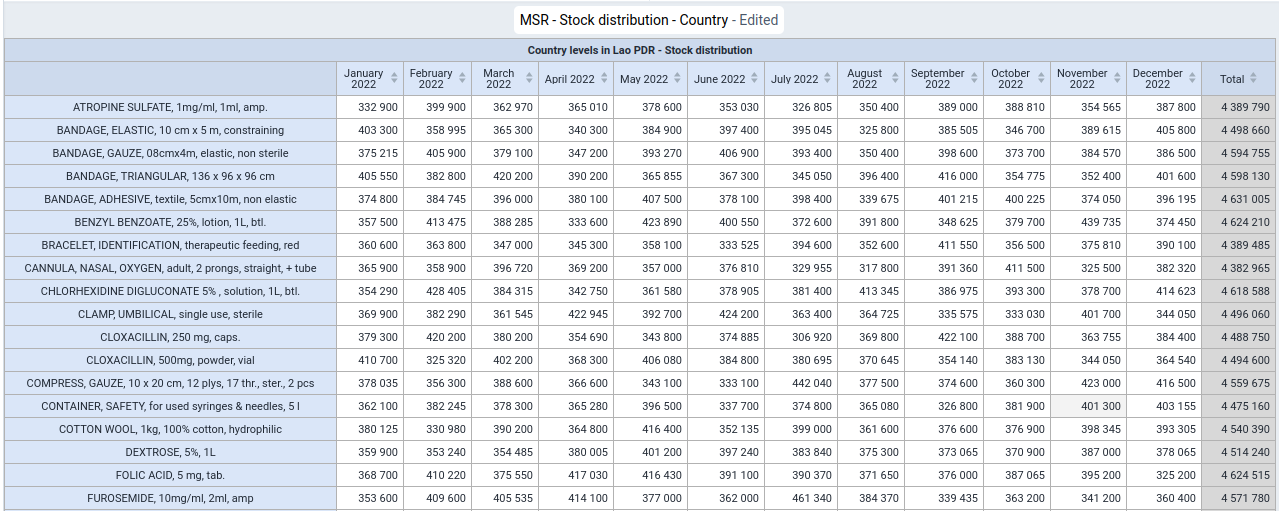 MSR - Stock distribution - Country - Edited
Country levels in Lao PDR - Stock distribution
January 2022 February 2022 March 2022 April 2022 May 2022 June 2022 July 2022 August 2022 September 2022 October 2022 November 2022 December 2022 Total
ATROPINE SULFATE, 1mg/ml, 1ml, amp. 332 900 399 900 362 970 365 010 378 600 353 030 326 805 350 400 389 000 388 810 354 565 387 800 4 389 790
BANDAGE, ELASTIC, 10 cm x 5 m, constraining 403 300 358 995 365 300 340 300 384 900 397 400 395 045 325 800 385 505 346 700 389 615 405 800 4 498 660
BANDAGE, GAUZE, 08cmx4m, elastic, non sterile 375 215 405 900 379 100 347 200 393 270 406 900 393 400 350 400 398 600 373 700 384 570 386 500 4 594 755
BANDAGE, TRIANGULAR, 136 x 96 x 96 cm 405 550 382 800 420 200 390 200 365 855 367 300 345 050 396 400 416 000 354 775 352 400 401 600 4 598 130
BANDAGE, ADHESIVE, textile, 5cmx10m, non elastic 374 800 384 745 396 000 380 100 407 500 378 100 398 400 339 675 401 215 400 225 374 050 396 195 4 631 005
BENZYL BENZOATE, 25%, lotion, 1L, btl. 357 500 413 475 388 285 333 600 423 890 400 550 372 600 391 800 348 625 379 700 439 735 374 450 4 624 210
BRACELET, IDENTIFICATION, therapeutic feeding, red 360 600 363 800 347 000 345 300 358 100 333 525 394 600 352 600 411 550 356 500 375 810 390 100 4 389 485
CANNULA, NASAL, OXYGEN, adult, 2 prongs, straight, + tube 365 900 358 900 396 720 369 200 357 000 376 810 329 955 317 800 391 360 411 500 325 500 382 320 4 382 965
CHLORHEXIDINE DIGLUCONATE 5% , solution, 1L, btl. 354 290 428 405 384 315 342 750 361 580 378 905 381 400 413 345 386 975 393 300 378 700 414 623 4 618 588
CLAMP, UMBILICAL, single use, sterile 369 900 382 290 361 545 422 945 392 700 424 200 363 400 364 725 335 575 333 030 401 700 344 050 4 496 060
CLOXACILLIN, 250 mg, caps. 379 300 420 200 380 200 354 690 343 800 374 885 306 920 369 800 422 100 388 700 363 755 384 400 4 488 750
CLOXACILLIN, 500mg, powder, vial 410 700 325 320 402 200 368 300 406 080 384 800 380 695 370 645 354 140 383 130 344 050 364 540 4 494 600
COMPRESS, GAUZE, 10 x 20 cm, 12 plys, 17 thr., ster., 2 pcs 378 035 356 300 388 600 366 600 343 100 333 100 442 040 377 500 374 600 360 300 423 000 416 500 4 559 675
CONTAINER, SAFETY, for used syringes & needles, 5 l 362 100 382 245 378 300 365 280 396 500 337 700 374 800 365 080 326 800 381 900 401 300 403 155 4 475 160
COTTON WOOL, 1kg, 100% cotton, hydrophilic 380 125 330 980 390 200 364 800 416 400 352 135 399 000 361 600 376 600 376 900 398 345 393 305 4 540 390
DEXTROSE, 5%, 1L 359 900 353 240 354 485 380 005 401 200 397 240 383 840 375 300 373 065 370 900 387 000 378 065 4 514 240
FOLIC ACID, 5 mg, tab. 368 700 410 220 375 550 417 030 416 430 391 100 390 370 371 650 376 000 387 065 395 200 325 200 4 624 515
FUROSEMIDE, 10mg/ml, 2ml, amp 353 600 409 600 405 535 414 100 377 000 362 000 461 340 384 370 339 435 363 200 341 200 360 400 4 571 780